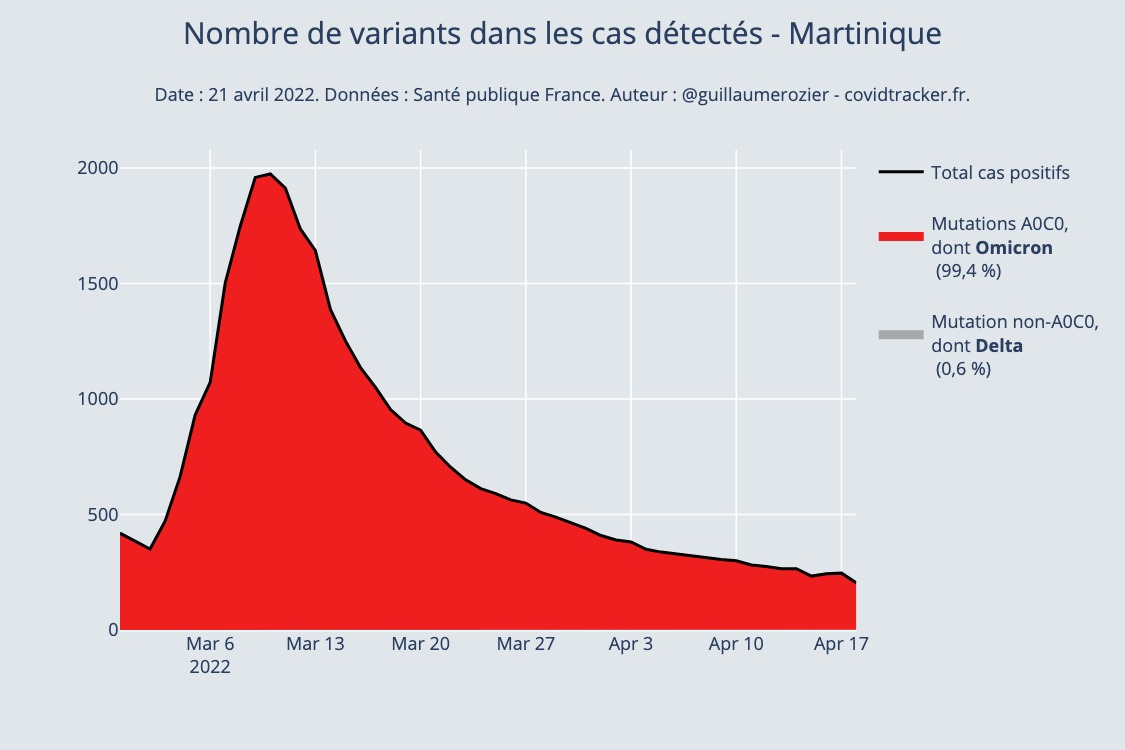 Nombre de variants dans les cas détectés - Martinique
Date : 21 avril 2022. Données : Santé publique France. Auteur : @guillaumerozier - covidtracker.fr.
2000
1500
1000
500
0
Mar 6
2022
Mar 13
Mar 20
Mar 27
Apr 3
Apr 10
Apr 17
Total cas positifs
Mutations A0C0,
dont Omicron
(99,4 %)
Mutation non-A0C0,
dont Delta
(0,6 %)